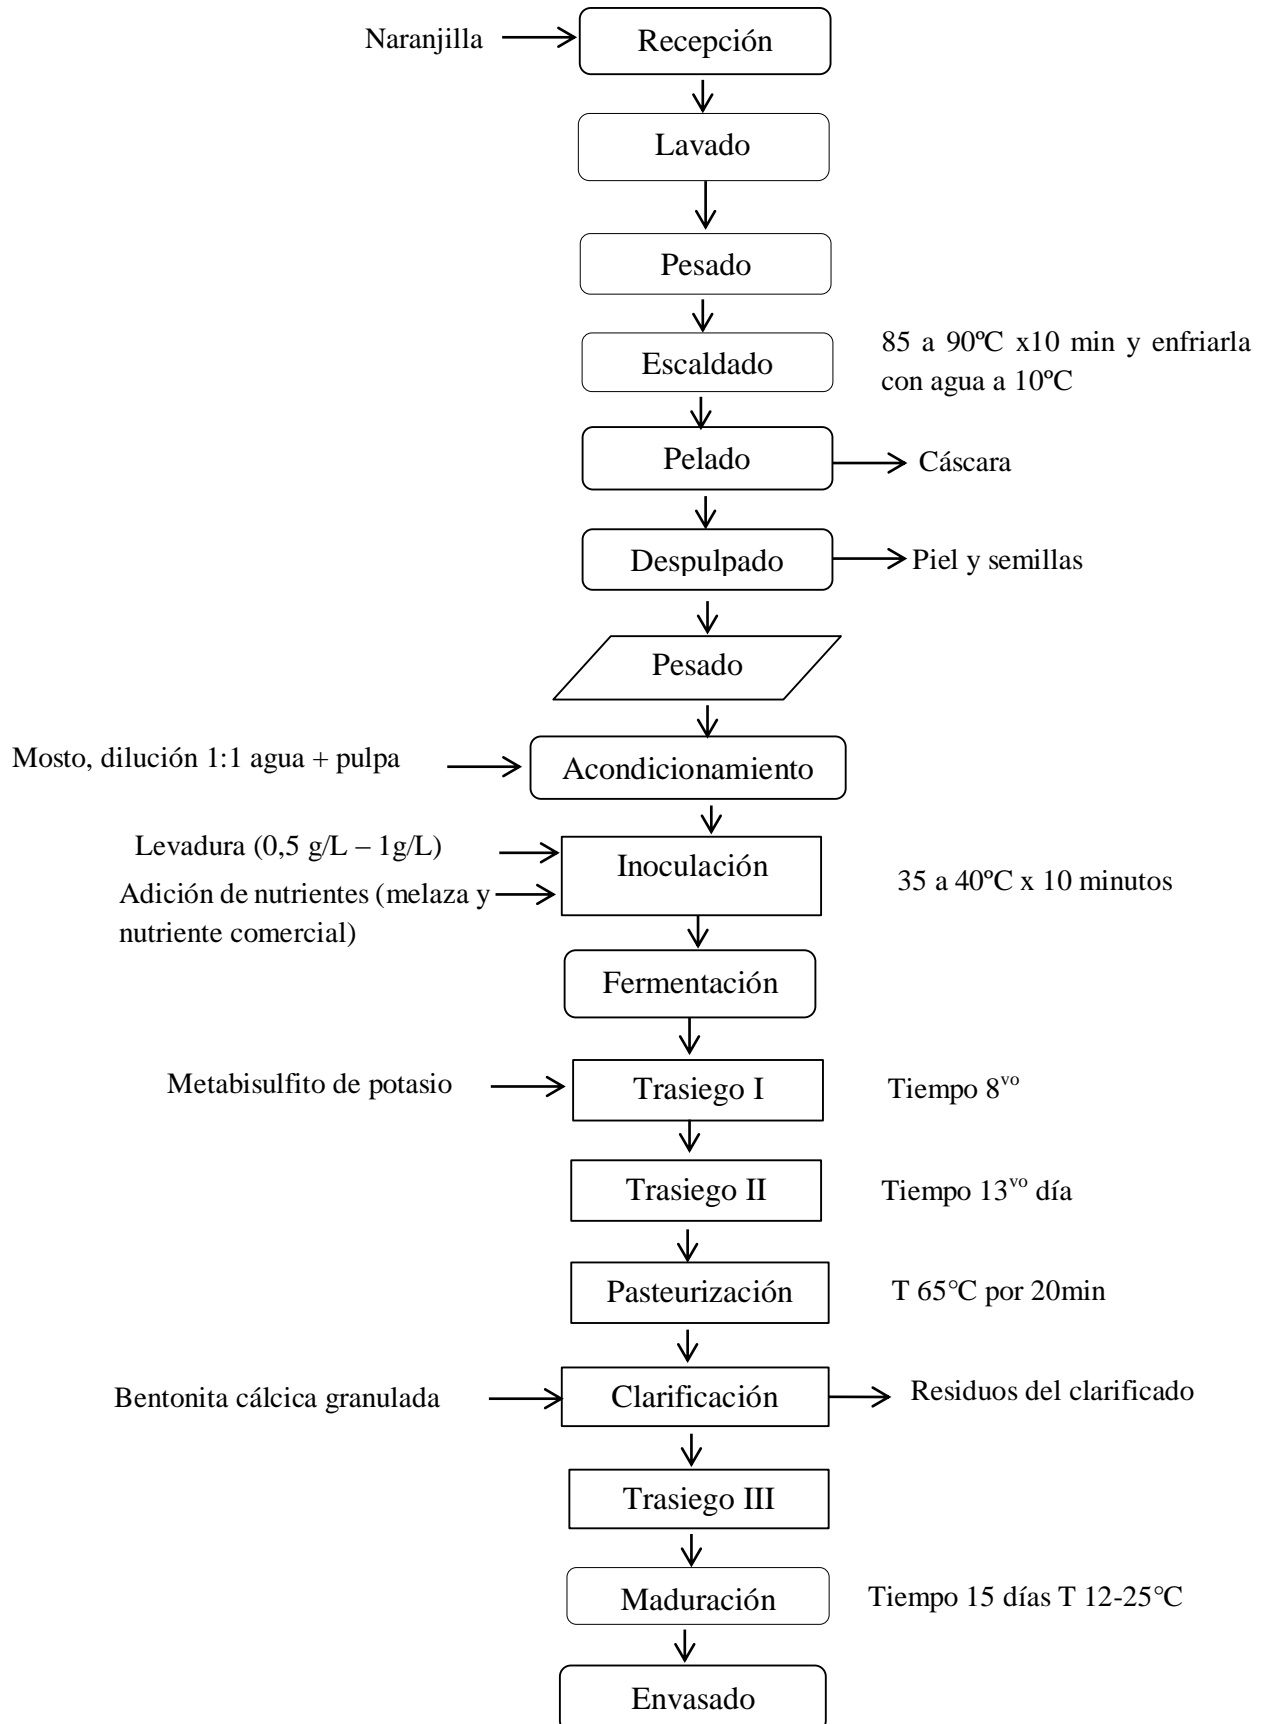 Naranjilla
Recepción
Lavado
Pesado
Escaldado
85 a 90ºC x10 min y enfriarla
con agua a 10ºC
Pelado
Cáscara
Despulpado
Piel y semillas
Pesado
Mosto, dilución 1:1 agua + pulpa
Acondicionamiento
Levadura (0,5 g/L – 1g/L)
Adición de nutrientes (melaza y
nutriente comercial)
Inoculación
35 a 40ºC x 10 minutos
Fermentación
Metabisulfito de potasio
Trasiego I
Tiempo 8vo
Trasiego II
Tiempo 13vo día
Pasteurización
T 65°C por 20min
Bentonita cálcica granulada
Clarificación
Residuos del clarificado
Trasiego III
Maduración
Tiempo 15 días T 12-25°C
Envasado